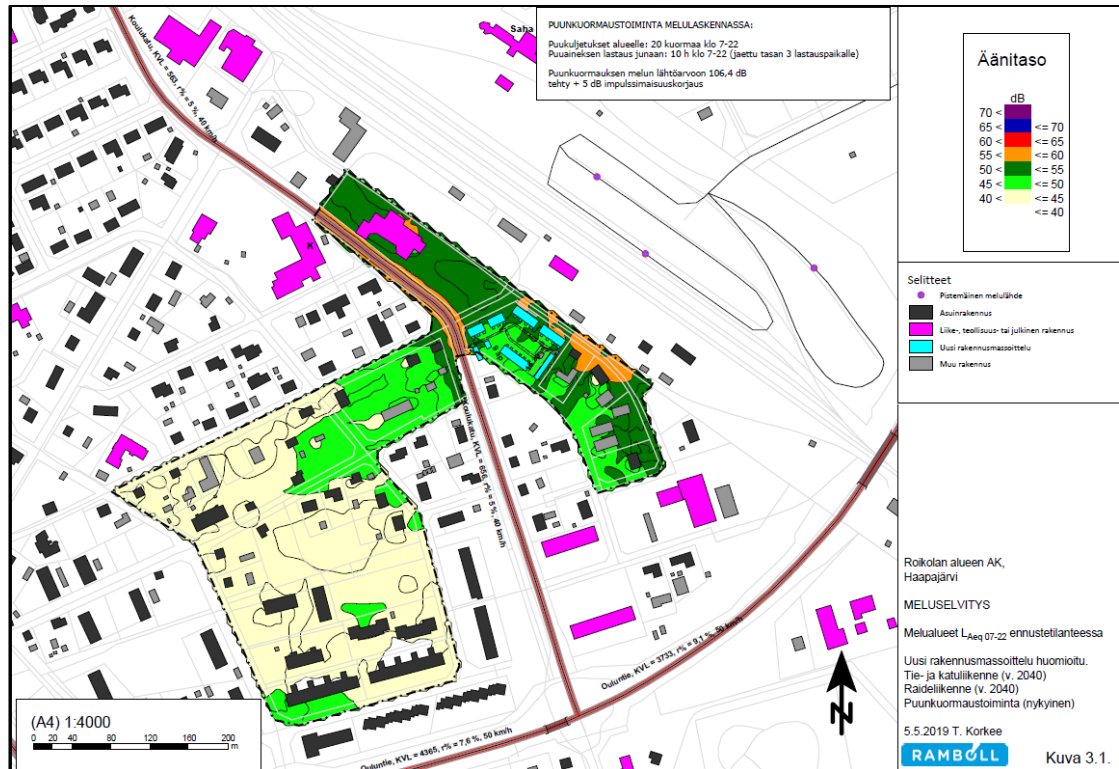 PUUNKUORMAUSTOIMINTA MELULASKENNASSA:
Puukuljetukset alueelle: 20 kuormaa klo 7-22
Puuaineksen lastaus junaan: 10 h klo 7-22 (jaettu tasan 3 lastauspaikalle)
Puunkuormauksen melun lähtöarvoon 106,4 dB
tehty + 5 dB impulssimaisuuskorjaus
Saha
Koulukatu, KVL = 563, r% = 5 %, 40 km/h
K
Koulukatu, KVL = 656, r% = 5 %, 40 km/h
Ouluntie, KVL = 3733, r% = 9,1 %, 50 km/h
Ouluntie, KVL = 4365, r% = 7,6 %, 50 km/h
(A4) 1:4000
0 20 40 80 120 160 200
m
N
Äänitaso
dB
70 <
65 < <= 70
60 < <= 65
55 < <= 60
50 < <= 55
45 < <= 50
40 < <= 45
<= 40
Selitteet
Pistemäinen melulähde
Asuinrakennus
Liike-, teollisuus- tai julkinen rakennus
Uusi rakennusmassoittelu
Muu rakennus
Roikolan alueen AK,
Haapajärvi
MELUSELVITYS
Melualueet LAeq 07-22 ennustetilanteessa
Uusi rakennusmassoittelu huomioitu.
Tie- ja katuliikenne (v. 2040)
Raideliikenne (v. 2040)
Puunkuormaustoiminta (nykyinen)
5.5.2019 T. Korkee
RAMBOLL
Kuva 3.1.